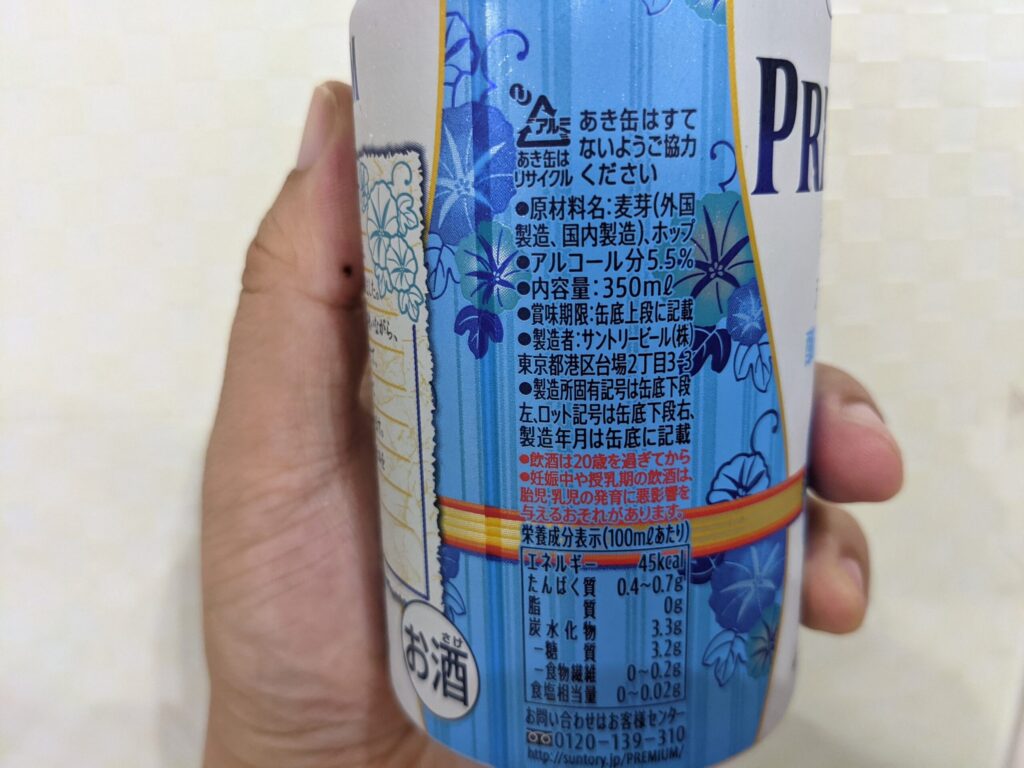 PR
アルミ
あき缶は
リサイクル
あき缶はすて
ないようご協力
ください
●原材料名:麦芽(外国
製造、国内製造)、ホップ
●アルコール分5.5%
●内容量:350mℓ
●賞味期限:缶底上段に記載
●製造者:サントリービール(株)
東京都港区台場2丁目3-3
●製造所固有記号は缶底下段
左、ロット記号は缶底下段右、
製造年月は缶底に記載
●飲酒は20歳を過ぎてから
●妊娠中や授乳期の飲酒は、
胎児・乳児の発育に悪影響を
与えるおそれがあります。
栄養成分表示(100mℓあたり)
エネルギー 45kcal
たんぱく質 0.4~0.7g
脂質 0g
炭水化物 3.3g
-糖質 3.2g
-食物繊維 0~0.2g
食塩相当量 0~0.02g
お問い合わせはお客様センター
0120-139-310
http://suntory.jp/PREMIUM/
さけ
お酒